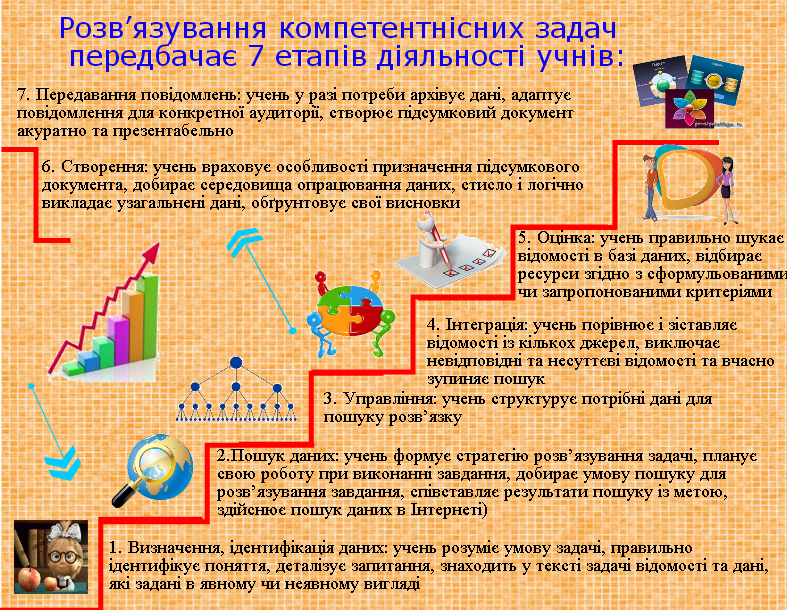 Розв’язування компетентнісних задач
передбачає 7 етапів діяльності учнів:
7. Передавання повідомлень: учень у разі потреби архівує дані, адаптує
повідомлення для конкретної аудиторії, створює підсумковий документ
акуратно та презентабельно
6. Створення: учень враховує особливості призначення підсумкового
документа, добирає середовища опрацювання даних, стисло і логічно
викладає узагальнені дані, обґрунтовує свої висновки
5. Оцінка: учень правильно шукає
відомості в базі даних, відбирає
ресурси згідно з сформульованими
чи запропонованими критеріями
4. Інтеграція: учень порівнює і зіставляє
відомості із кількох джерел, виключає
невідповідні та несуттєві відомості та вчасно
зупиняє пошук
3. Управління: учень структурує потрібні дані для
пошуку розв’язку
2.Пошук даних: учень формує стратегію розв’язування задачі, планує
свою роботу при виконанні завдання, добирає умову пошуку для
розв’язування завдання, співставляє результати пошуку із метою,
здійснює пошук даних в Інтернеті)
1. Визначення, ідентифікація даних: учень розуміє умову задачі, правильно
ідентифікує поняття, деталізує запитання, знаходить у тексті задачі відомості та дані,
які задані в явному чи неявному вигляді